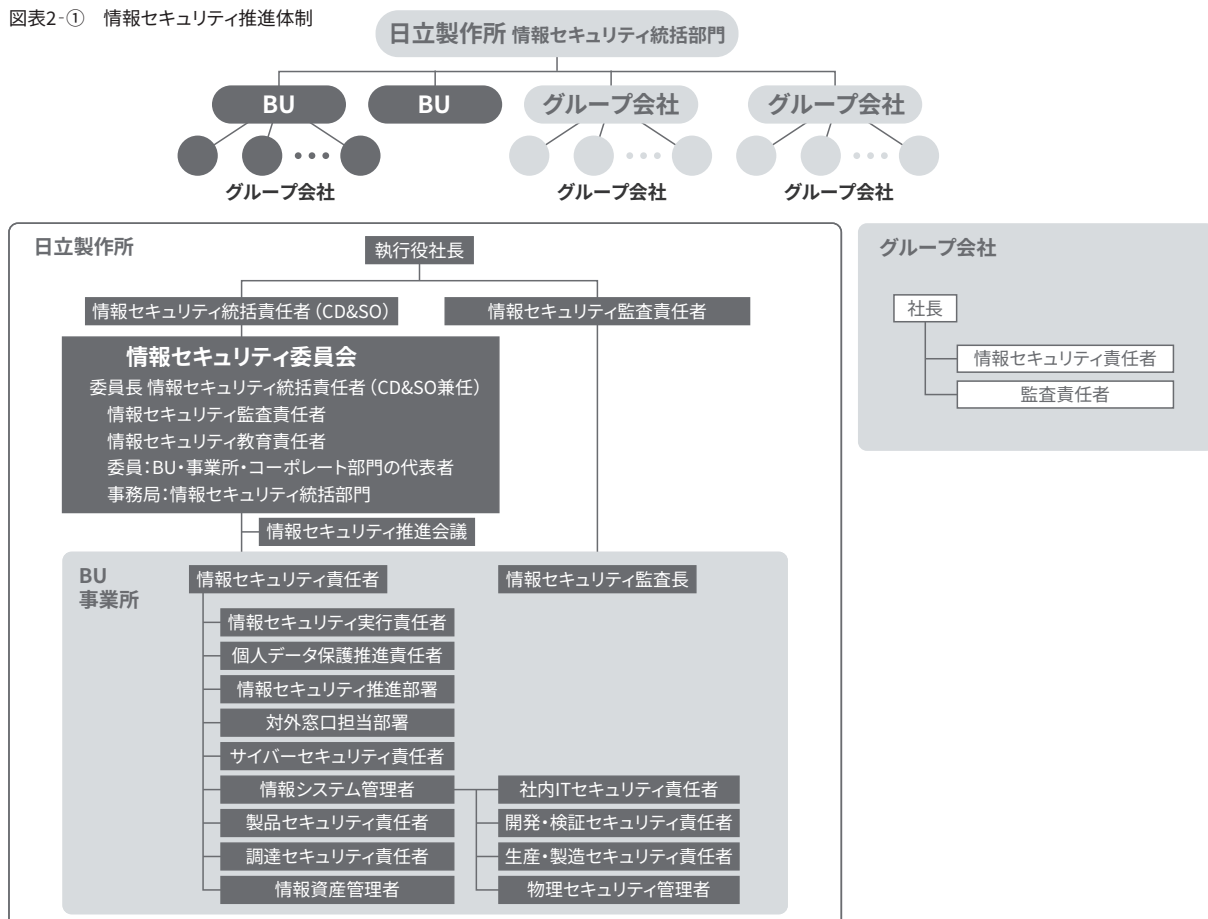 図表2-① 情報セキュリティ推進体制
日立製作所 情報セキュリティ統括部門
BU
BU
グループ会社
グループ会社
グループ会社
グループ会社
グループ会社
日立製作所
執行役社長
情報セキュリティ統括責任者（CD&SO）
情報セキュリティ監査責任者
情報セキュリティ委員会
委員長 情報セキュリティ統括責任者（CD&SO兼任）
情報セキュリティ監査責任者
情報セキュリティ教育責任者
委員：BU・事業所・コーポレート部門の代表者
事務局：情報セキュリティ統括部門
情報セキュリティ推進会議
BU
事業所
情報セキュリティ責任者
情報セキュリティ監査長
情報セキュリティ実行責任者
個人データ保護推進責任者
情報セキュリティ推進部署
対外窓口担当部署
サイバーセキュリティ責任者
情報システム管理者
製品セキュリティ責任者
調達セキュリティ責任者
情報資産管理者
社内ITセキュリティ責任者
開発・検証セキュリティ責任者
生産・製造セキュリティ責任者
物理セキュリティ管理者
グループ会社
社長
情報セキュリティ責任者
監査責任者